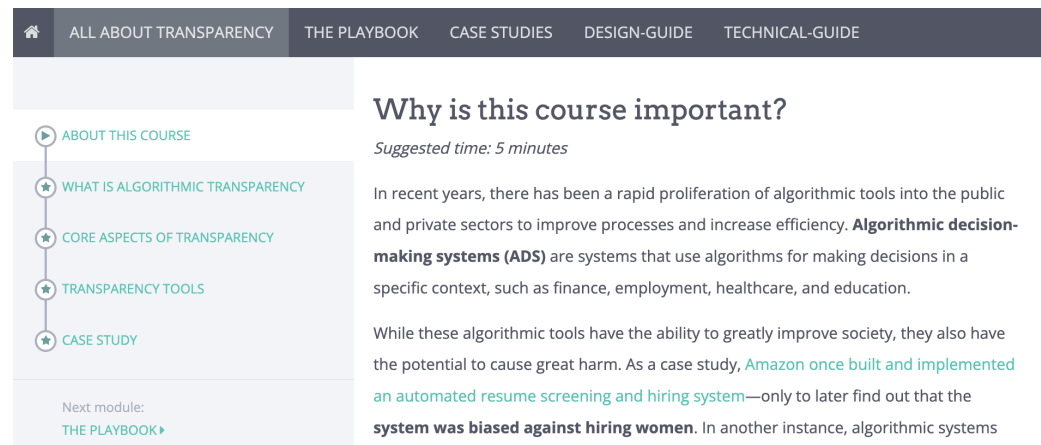 ALL ABOUT TRANSPARENCY THE PLAYBOOK CASE STUDIES DESIGN-GUIDE TECHNICAL-GUIDE
ABOUT THIS COURSE
WHAT IS ALGORITHMIC TRANSPARENCY
CORE ASPECTS OF TRANSPARENCY
TRANSPARENCY TOOLS
CASE STUDY
Next module:
THE PLAYBOOK
Why is this course important?
Suggested time: 5 minutes
In recent years, there has been a rapid proliferation of algorithmic tools into the public
and private sectors to improve processes and increase efficiency. Algorithmic decision-
making systems (ADS) are systems that use algorithms for making decisions in a
specific context, such as finance, employment, healthcare, and education.
While these algorithmic tools have the ability to greatly improve society, they also have
the potential to cause great harm. As a case study, Amazon once built and implemented
an automated resume screening and hiring system—only to later find out that the
system was biased against hiring women. In another instance, algorithmic systems